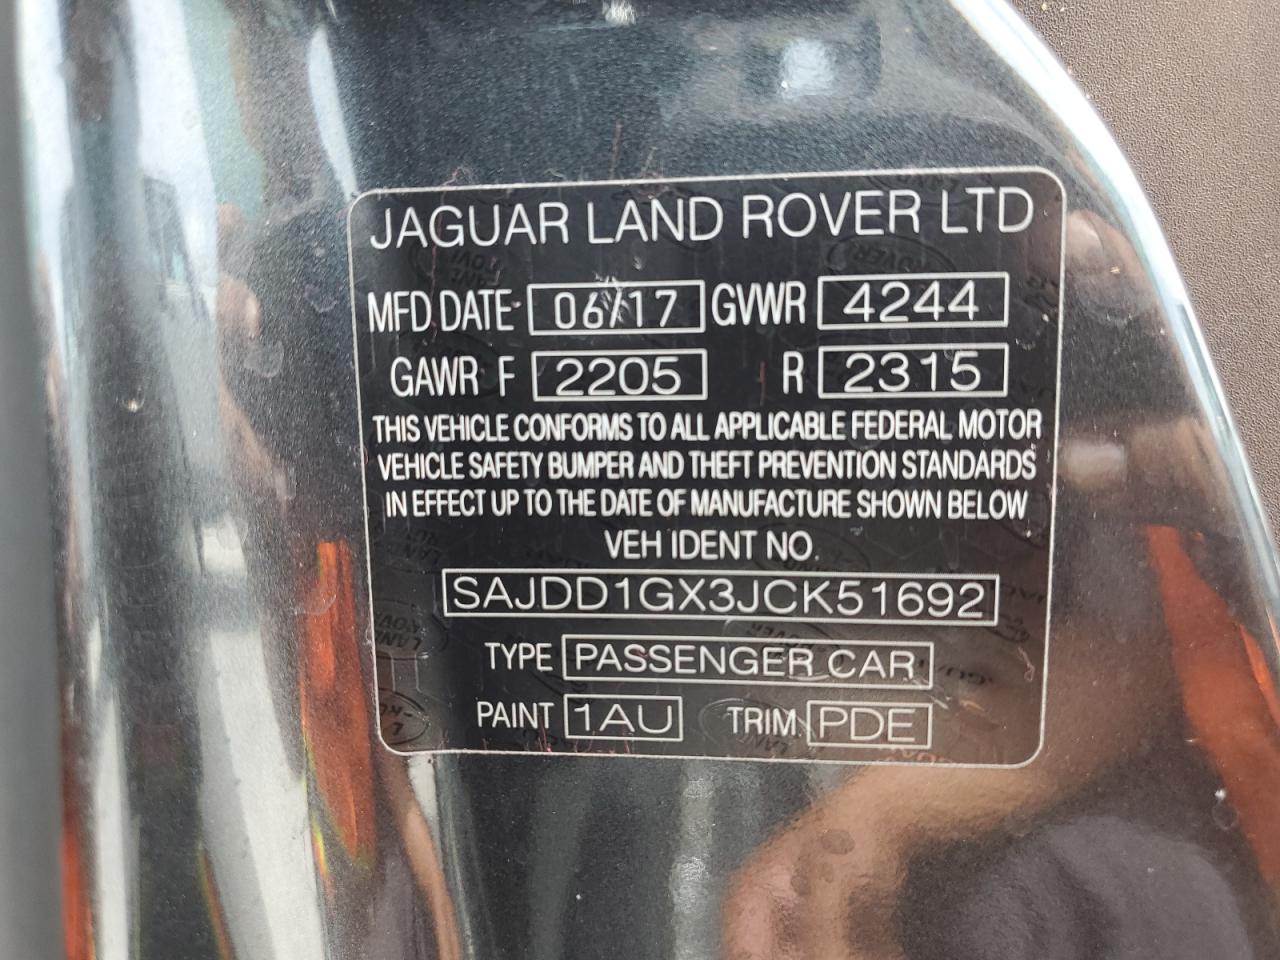 JAGUAR LAND ROVER LTD
MFD.DATE 06/17 GVWR 4244
GAWR F 2205 R 2315
THIS VEHICLE CONFORMS TO ALL APPLICABLE FEDERAL MOTOR
VEHICLE SAFETY BUMPER AND THEFT PREVENTION STANDARDS
IN EFFECT UP TO THE DATE OF MANUFACTURE SHOWN BELOW
VEH IDENT NO.
SAJDD1GX3JCK51692
TYPE PASSENGER CAR
PAINT 1AU TRIM. PDE